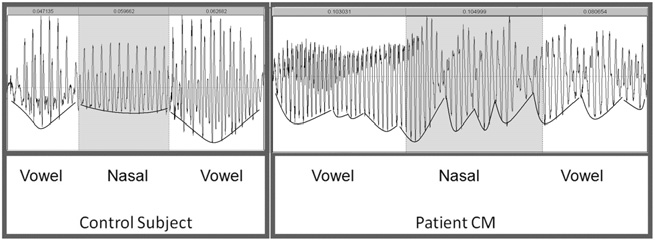 0.047135 0.059662 0.062692 0.103031 0.104999 0.080654
Vowel Nasal Vowel Vowel Nasal Vowel
Control Subject Patient CM